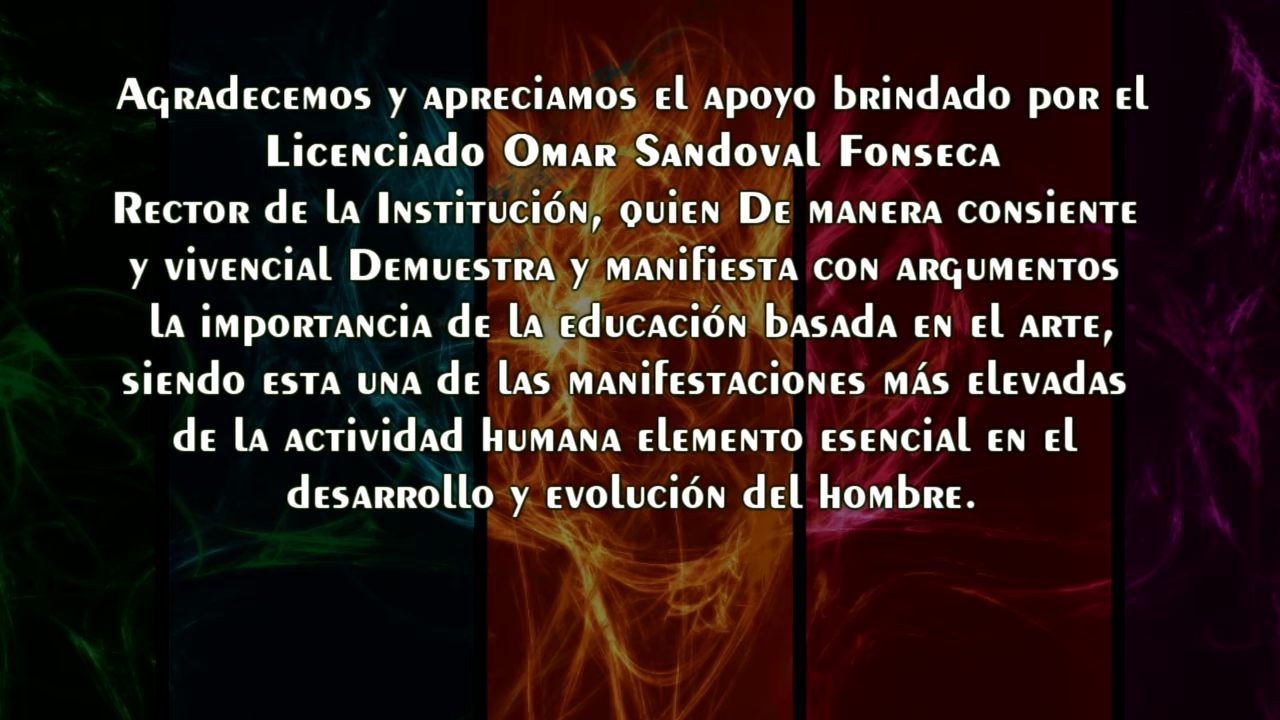 Agradecemos y apreciamos el apoyo brindado por el
Licenciado Omar Sandoval Fonseca
Rector de la Institución, quien De manera consiente
y vivencial Demuestra y manifiesta con argumentos
la importancia de la educación basada en el arte,
siendo esta una de las manifestaciones más elevadas
de la actividad humana elemento esencial en el
desarrollo y evolución del hombre.